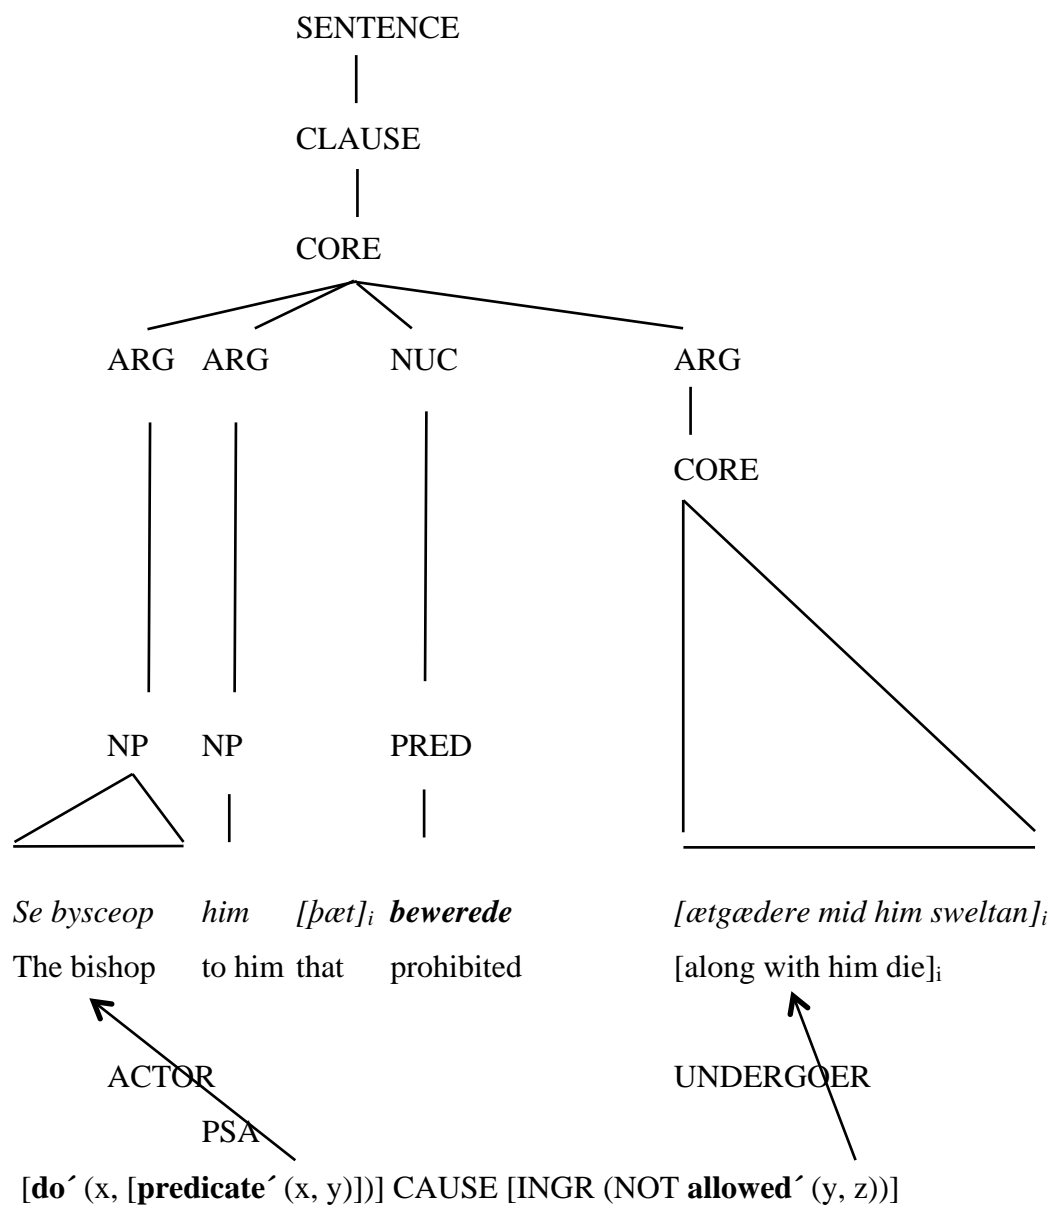 SENTENCE
CLAUSE
CORE
ARG ARG NUC ARG
CORE
NP NP PRED
Se bysceop him [þæt]i bewerede [ætgædere mid him sweltan]i
The bishop to him that prohibited [along with him die]i
ACTOR UNDERGOER
PSA
[do´ (x, [predicate´ (x, y)])] CAUSE [INGR (NOT allowed´ (y, z))]